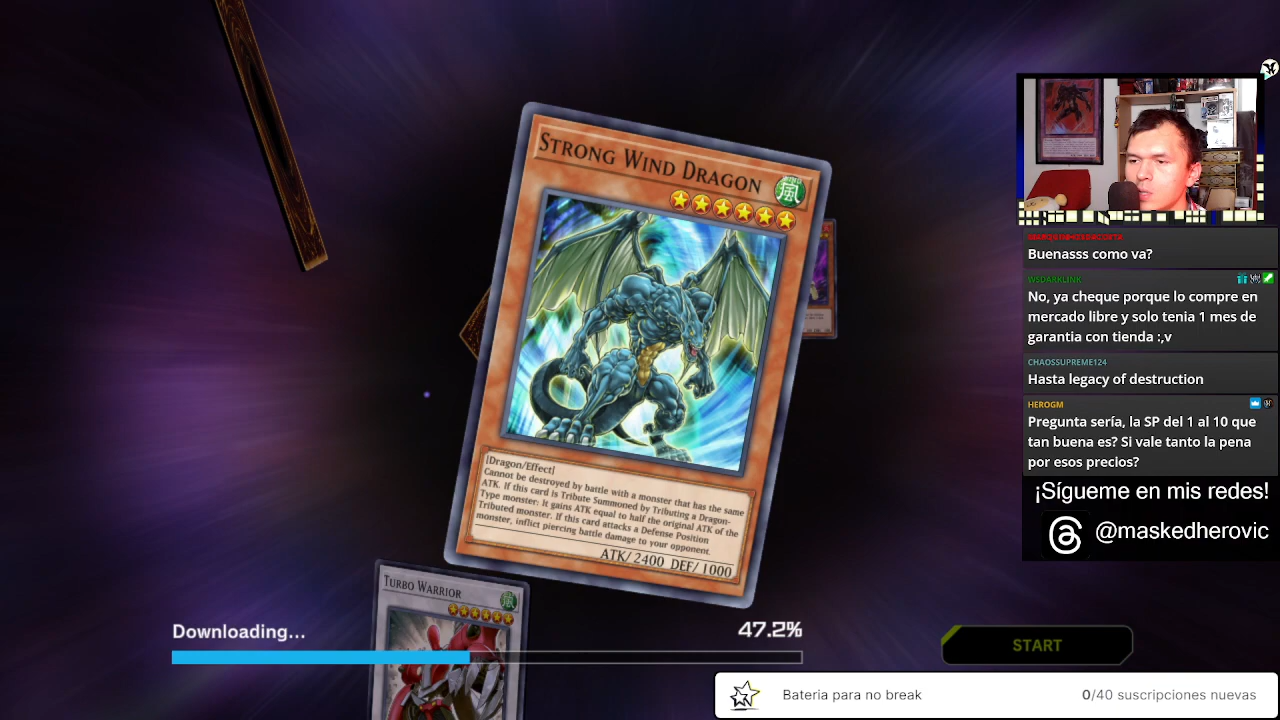 STRONG WIND DRAGON
[Dragon/Effect]
Cannot be destroyed by battle with a monster that has the same
ATK. If this card is Tribute Summoned by Tributing a Dragon-
Type monster: It gains ATK equal to half the original ATK of the
Tributed monster. If this card attacks a Defense Position
monster, inflict piercing battle damage to your opponent.
ATK/ 2400 DEF/ 1000
TURBO WARRIOR
Downloading...
47.2%
START
Buenasss como va?
WSDARKLINK
No, ya cheque porque lo compre en
mercado libre y solo tenia 1 mes de
garantia con tienda :,v
CHAOSSUPREME124
Hasta legacy of destruction
HEROGM
Pregunta sería, la SP del 1 al 10 que
tan buena es? Si vale tanto la pena
por esos precios?
¡Sígueme en mis redes!
@maskedherovic
Bateria para no break
0/40 suscripciones nuevas